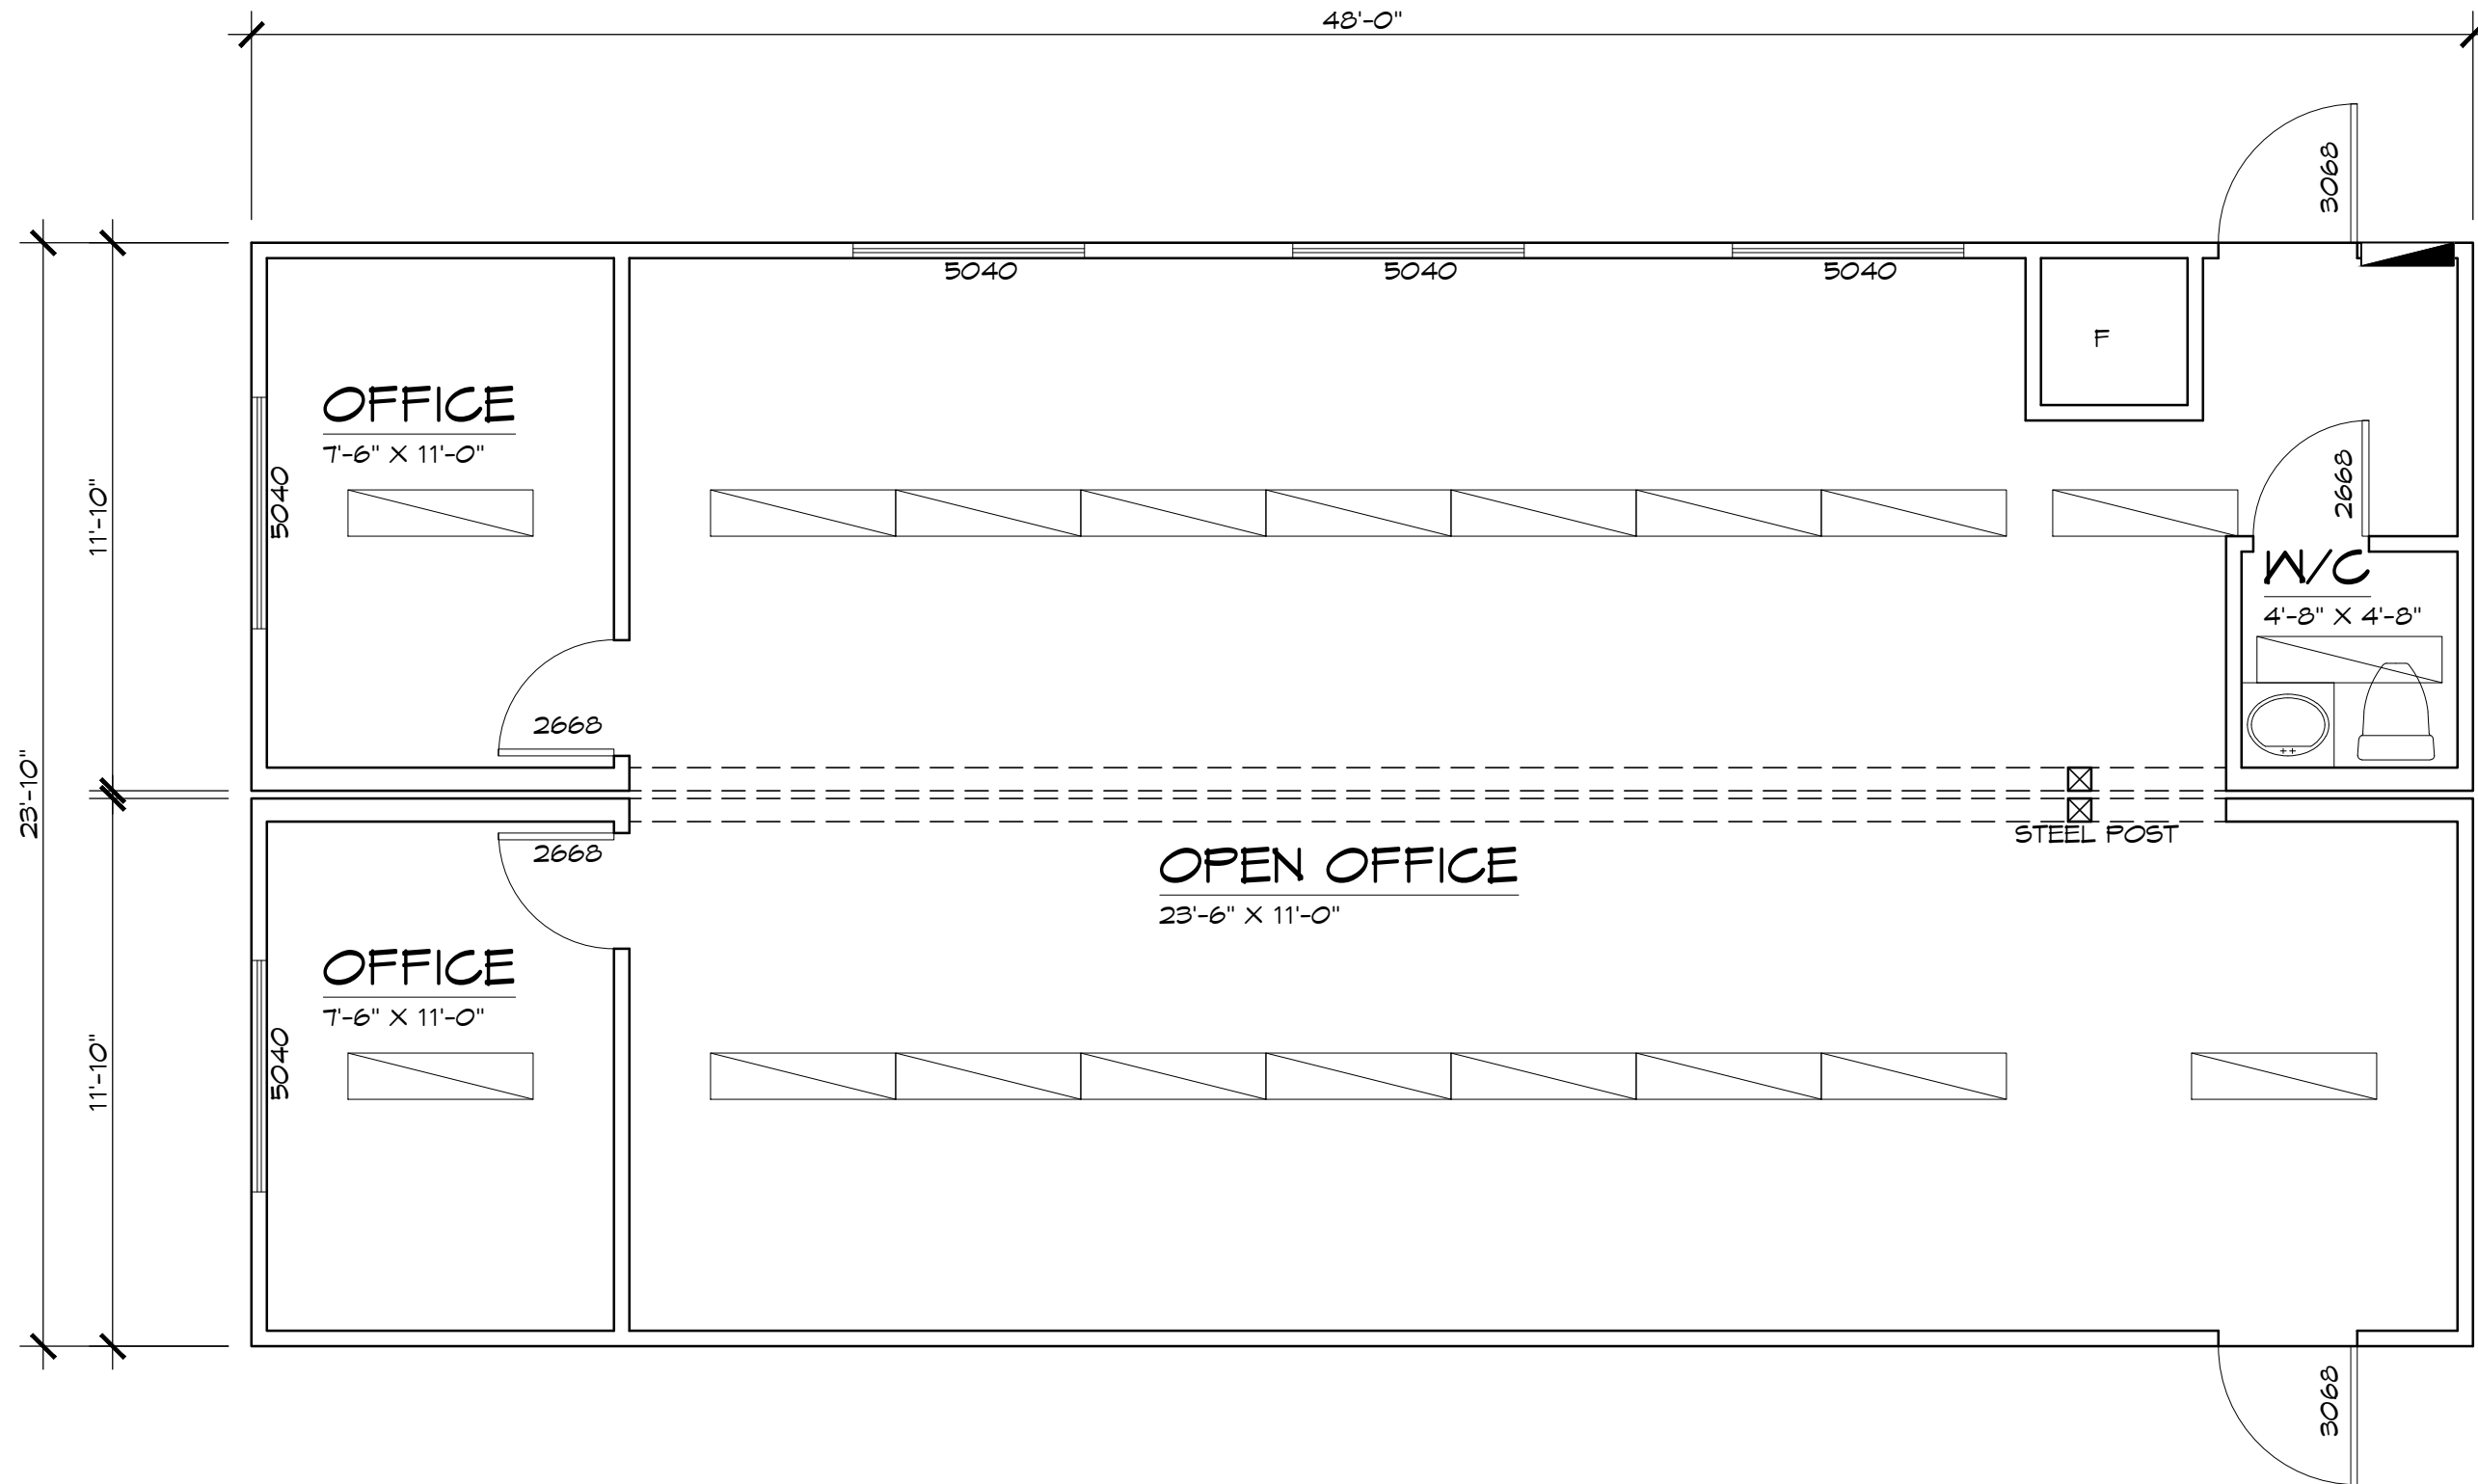 48'-0"
3068
5040
5040
5040
F
OFFICE
7'-6" X 11'-0"
5040
2668
11'-10"
W/C
4'-8" X 4'-8"
2668
23'-10"
STEEL POST
2668
OPEN OFFICE
23'-6" X 11'-0"
OFFICE
7'-6" X 11'-0"
5040
11'-10"
3068